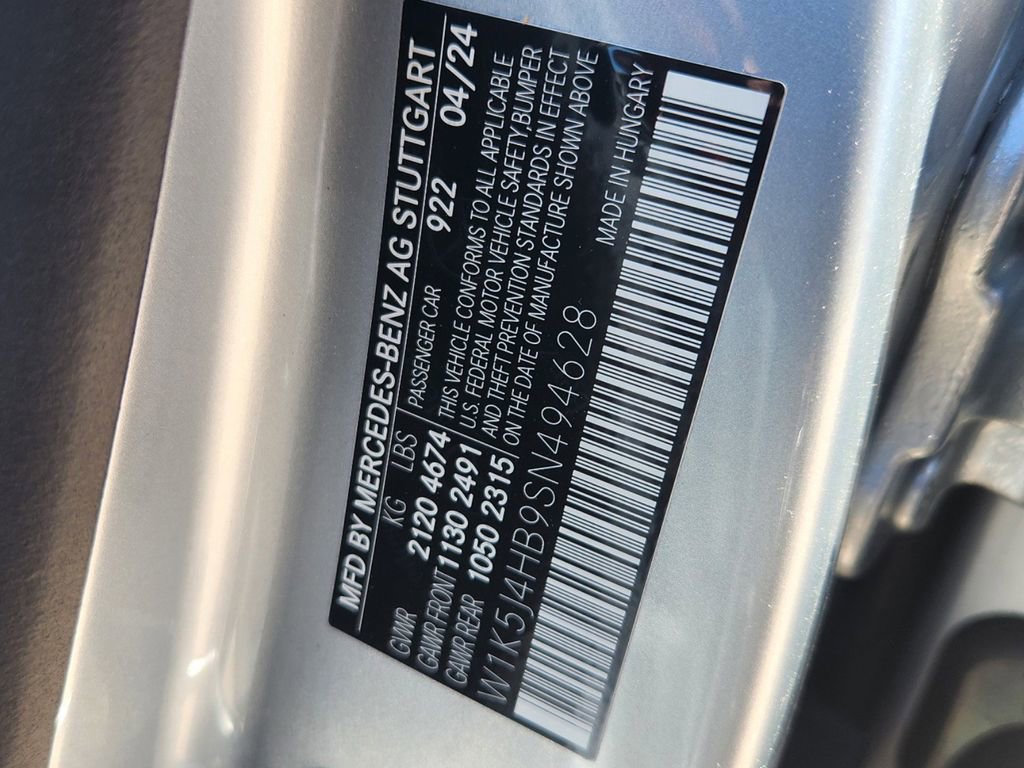 MFD BY MERCEDES-BENZ AG STUTTGART
KG LBS PASSENGER CAR 922 04/24
GVWR 2120 4674
GAWR FRONT 1130 2491
GAWR REAR 1050 2315
THIS VEHICLE CONFORMS TO ALL APPLICABLE
U.S. FEDERAL MOTOR VEHICLE SAFETY,BUMPER
AND THEFT PREVENTION STANDARDS IN EFFECT
ON THE DATE OF MANUFACTURE SHOWN ABOVE
MADE IN HUNGARY
W1K5J4HB9SN494628